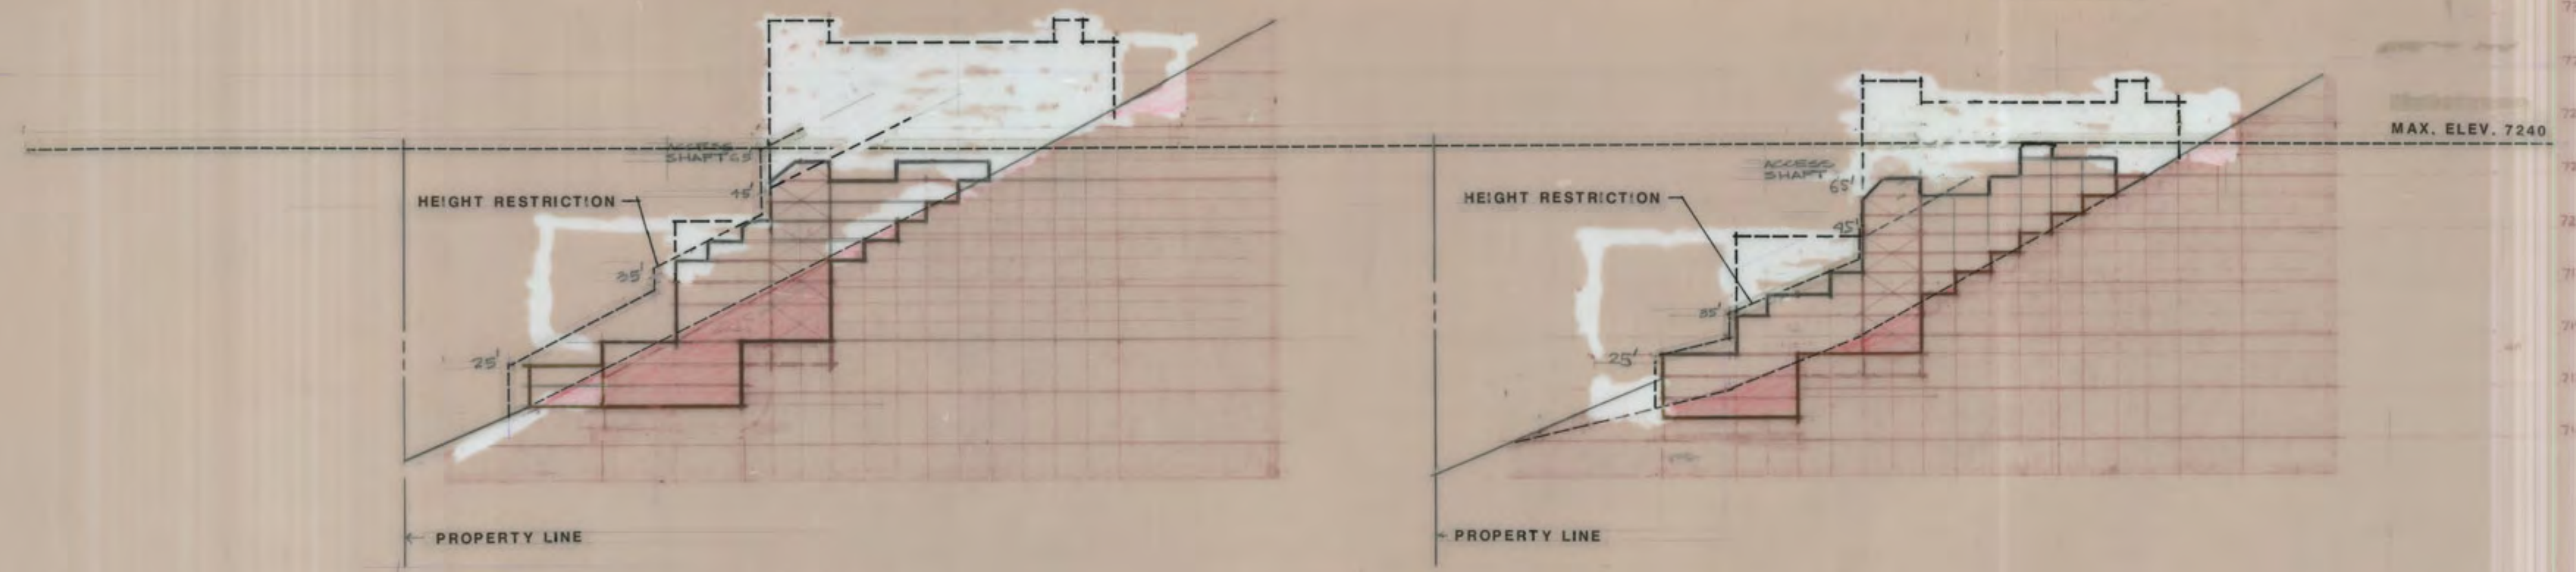 MAX. ELEV. 7240
ACCESS
SHAFT 65'
45'
HEIGHT RESTRICTION
35'
25'
PROPERTY LINE
ACCESS
SHAFT
65'
45'
HEIGHT RESTRICTION
35'
25'
PROPERTY LINE